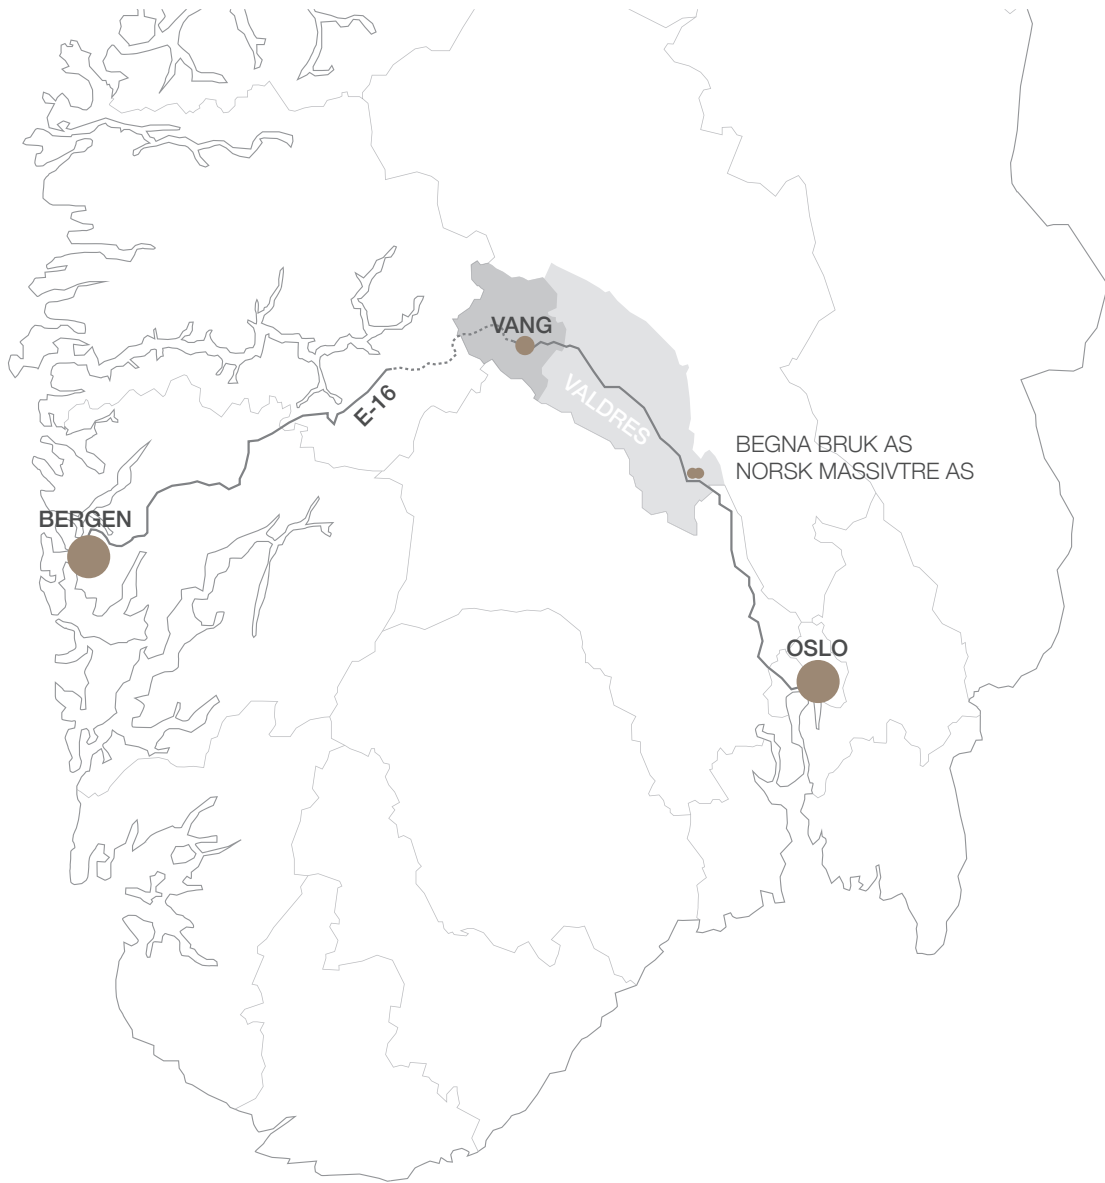 VANG
E-16
VALDRES
BEGNA BRUK AS
NORSK MASSIVTRE AS
BERGEN
OSLO